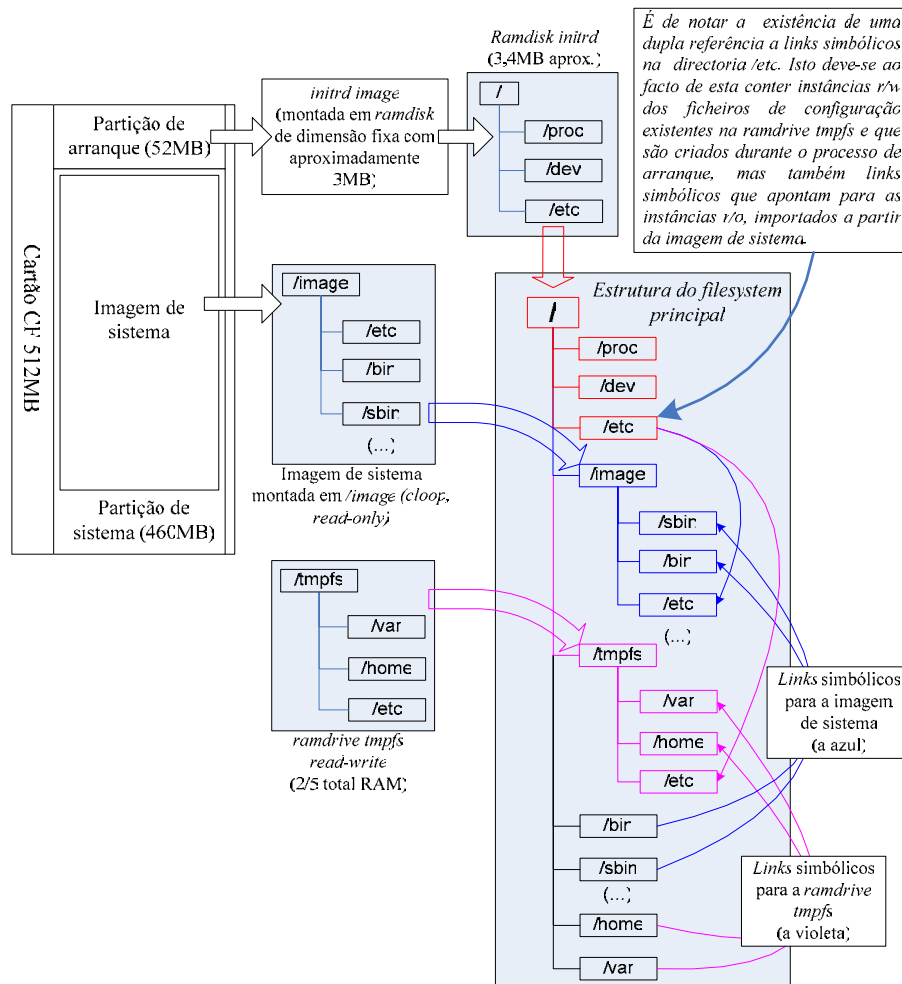 É de notar a existência de uma
dupla referência a links simbólicos
na directoria /etc. Isto deve-se ao
facto de esta conter instâncias r/w
dos ficheiros de configuração
existentes na ramdrive tmpfs e que
são criados durante o processo de
arranque, mas também links
simbólicos que apontam para as
instâncias r/o, importados a partir
da imagem de sistema.
Ramdisk initrd
(3,4MB aprox.)
/
/proc
/dev
/etc
initrd image
(montada em ramdisk
de dimensão fixa com
aproximadamente
3MB)
Cartão CF 512MB
Partição de
arranque (52MB)
Imagem de
sistema
Partição de
sistema (460MB)
/image
/etc
/bin
/sbin
(...)
Imagem de sistema
montada em /image (cloop,
read-only)
/tmpfs
/var
/home
/etc
ramdrive tmpfs
read-write
(2/5 total RAM)
Estrutura do filesystem
principal
/
/proc
/dev
/etc
/image
/sbin
/bin
/etc
(...)
/tmpfs
/var
/home
/etc
/bin
/sbin
(...)
/home
/var
Links simbólicos
para a imagem
de sistema
(a azul)
Links simbólicos
para a ramdrive
tmpfs
(a violeta)